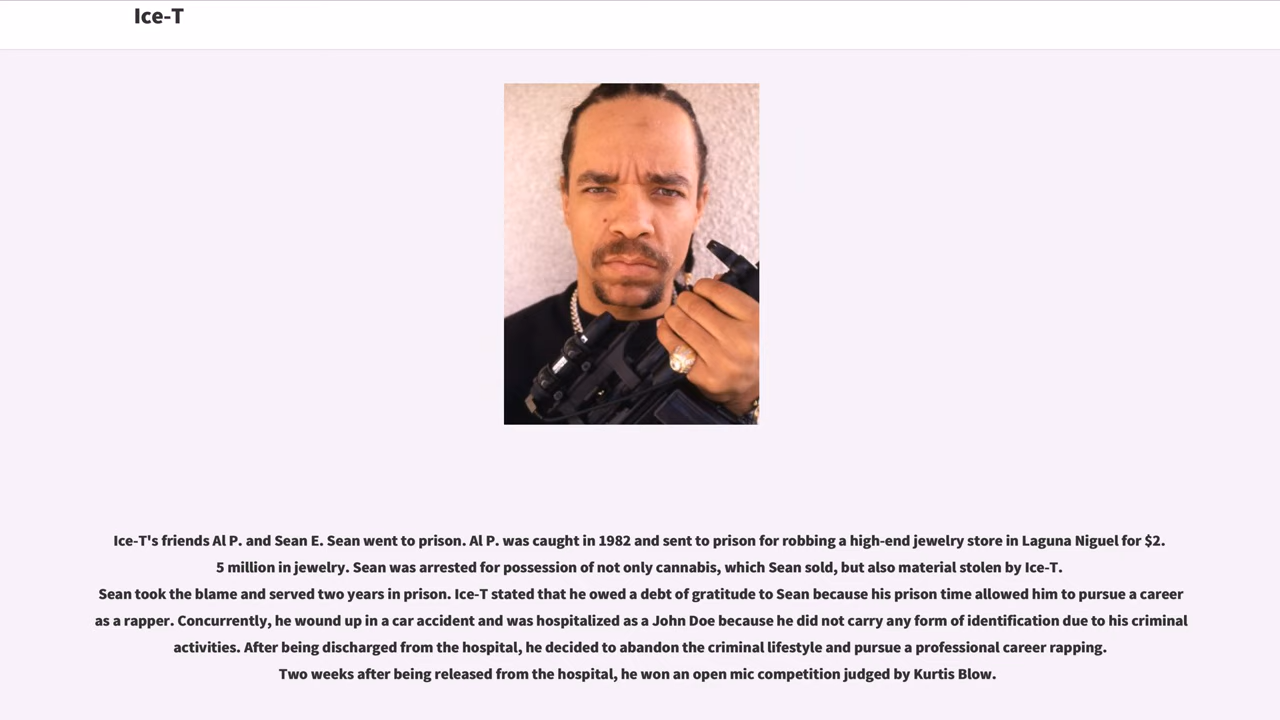 Ice-T
Ice-T's friends Al P. and Sean E. Sean went to prison. Al P. was caught in 1982 and sent to prison for robbing a high-end jewelry store in Laguna Niguel for $2.
5 million in jewelry. Sean was arrested for possession of not only cannabis, which Sean sold, but also material stolen by Ice-T.
Sean took the blame and served two years in prison. Ice-T stated that he owed a debt of gratitude to Sean because his prison time allowed him to pursue a career
as a rapper. Concurrently, he wound up in a car accident and was hospitalized as a John Doe because he did not carry any form of identification due to his criminal
activities. After being discharged from the hospital, he decided to abandon the criminal lifestyle and pursue a professional career rapping.
Two weeks after being released from the hospital, he won an open mic competition judged by Kurtis Blow.